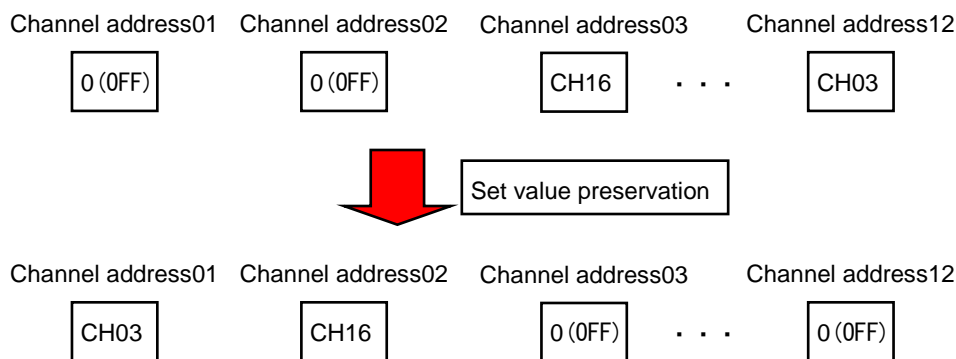 Channel address01 Channel address02 Channel address03 Channel address12
0(OFF) 0(OFF) CH16 ・・・ CH03
Set value preservation
Channel address01 Channel address02 Channel address03 Channel address12
CH03 CH16 0(OFF) ・・・ 0(OFF)